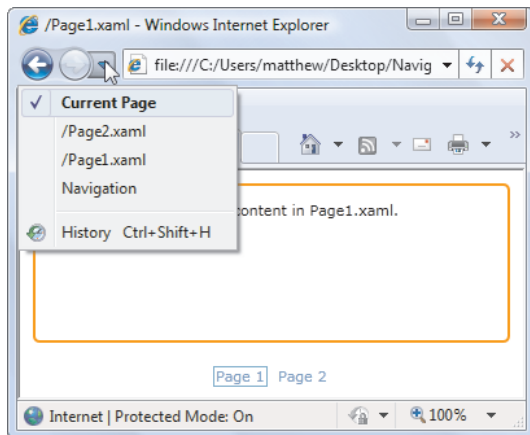 /Page1.xaml - Windows Internet Explorer
file:///C:/Users/matthew/Desktop/Navig
Current Page
/Page2.xaml
/Page1.xaml
Navigation
History Ctrl+Shift+H
content in Page1.xaml.
Page 1 Page 2
Internet | Protected Mode: On 100%